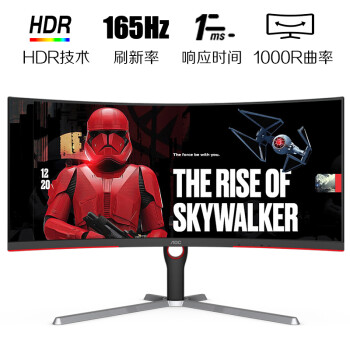 HDR
165Hz
1ms
HDR技术
刷新率
响应时间
1000R曲率
The force be with you.
THE RISE OF
SKYWALKER
12
20
AOC